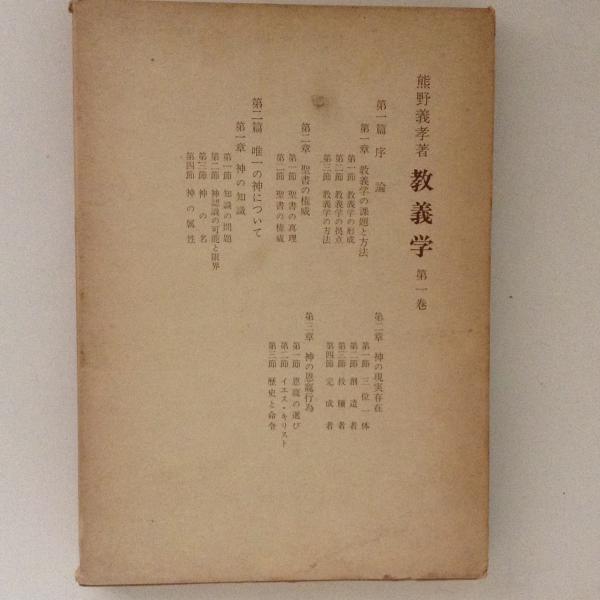 熊野義孝著 教義学 第一巻
第一篇 序論
第一章 教義学の課題と方法
第一節 教義学の形成
第二節 教義学の拠点
第三節 教義学の方法
第二章 聖書の権威
第一節 聖書の真理
第二節 聖書の権威
第二篇 唯一の神について
第一章 神の知識
第一節 知識の問題
第二節 神認識の可能と限界
第三節 神の名
第四節 神の属性
第二章 神の現実存在
第一節 三位一体
第二節 創造者
第三節 救贖者
第四節 完成者
第三章 神の恩寵行為
第一節 恩寵の選び
第二節 イエス・キリスト
第三節 歴史と命令